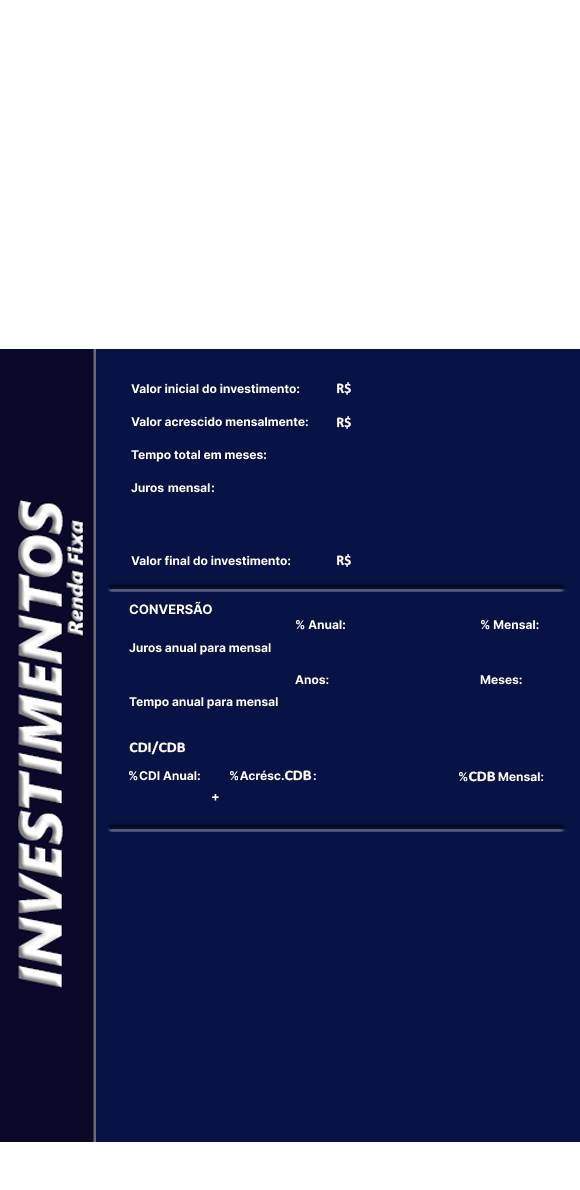 INVESTIMENTOS
Renda Fixa
Valor inicial do investimento: R$
Valor acrescido mensalmente: R$
Tempo total em meses:
Juros mensal:
Valor final do investimento: R$
CONVERSÃO
% Anual: % Mensal:
Juros anual para mensal
Anos: Meses:
Tempo anual para mensal
CDI/CDB
%CDI Anual: %Acrésc.CDB: %CDB Mensal:
+